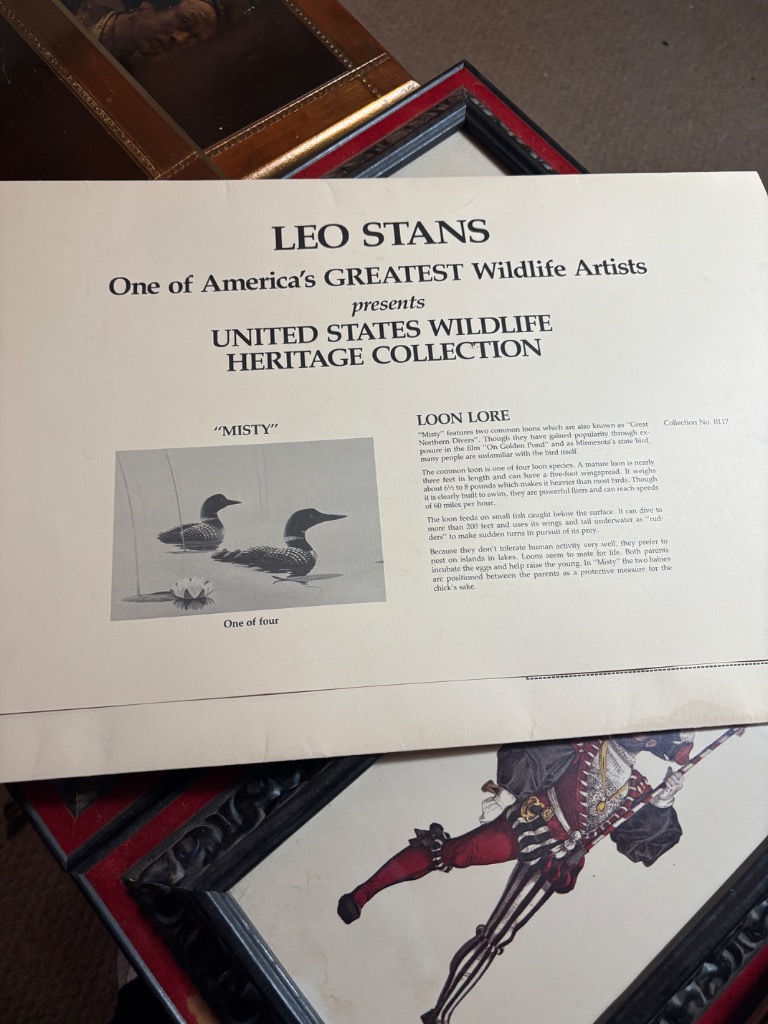 LEO STANS
One of America's GREATEST Wildlife Artists
presents
UNITED STATES WILDLIFE
HERITAGE COLLECTION
"MISTY"
One of four
LOON LORE
Collection No. 0117
"Misty" features two common loons which are also known as "Great
Northern Divers". Though they have gained popularity through ex-
posure in the film "On Golden Pond" and as Minnesota's state bird,
many people are unfamiliar with the bird itself.
The common loon is one of four loon species. A mature loon is nearly
three feet in length and can have a five-foot wingspread. It weighs
about 6½ to 8 pounds which makes it heavier than most birds. Though
it is clearly built to swim, they are powerful fliers and can reach speeds
of 60 miles per hour.
The loon feeds on small fish caught below the surface. It can dive to
more than 200 feet and uses its wings and tail underwater as "rud-
ders" to make sudden turns in pursuit of its prey.
Because they don't tolerate human activity very well, they prefer to
nest on islands in lakes. Loons seem to mate for life. Both parents
incubate the eggs and help raise the young. In "Misty" the two babies
are positioned between the parents as a protective measure for the
chick's sake.